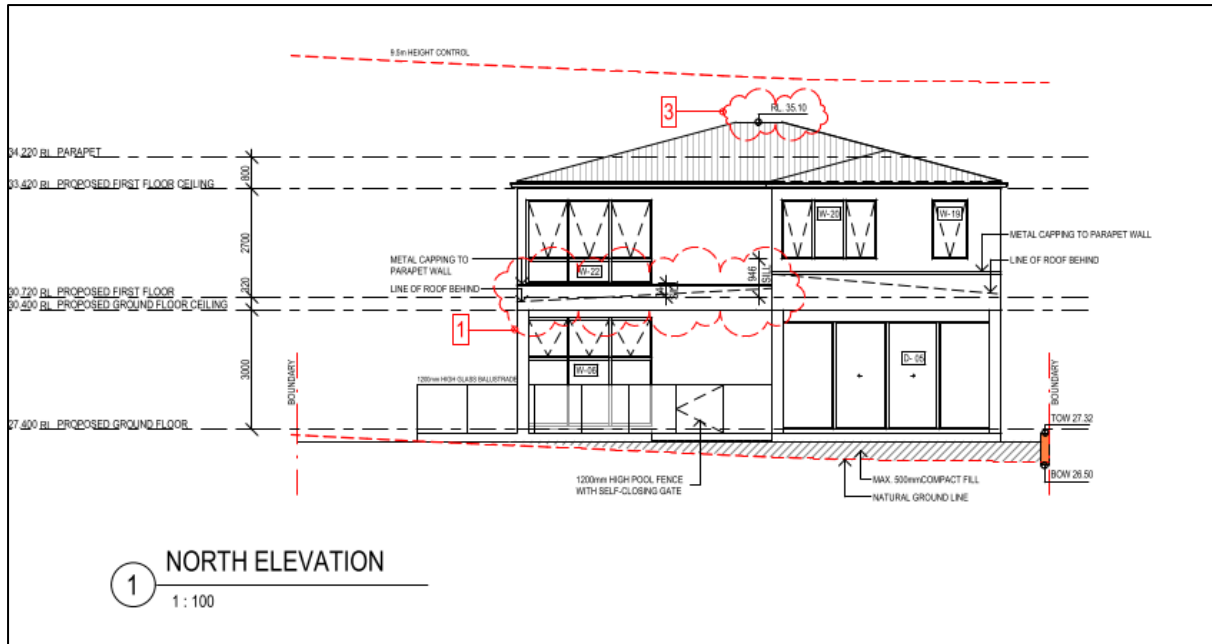 9.5m HEIGHT CONTROL
3
RL. 35.10
34.220 RL PARAPET
800
33.420 RL PROPOSED FIRST FLOOR CEILING
W-20
W-19
2700
METAL CAPPING TO
PARAPET WALL
METAL CAPPING TO PARAPET WALL
W-22
946
SILL
LINE OF ROOF BEHIND
LINE OF ROOF BEHIND
30.720 RL PROPOSED FIRST FLOOR
320
30.400 RL PROPOSED GROUND FLOOR CEILING
1
3000
D- 05
W-06
BOUNDARY
1200mm HIGH GLASS BALUSTRADE
BOUNDARY
27.400 RL PROPOSED GROUND FLOOR
TOW 27.32
1200mm HIGH POOL FENCE
WITH SELF-CLOSING GATE
MAX. 500mmCOMPACT FILL
BOW 26.50
NATURAL GROUND LINE
1
NORTH ELEVATION
1 : 100